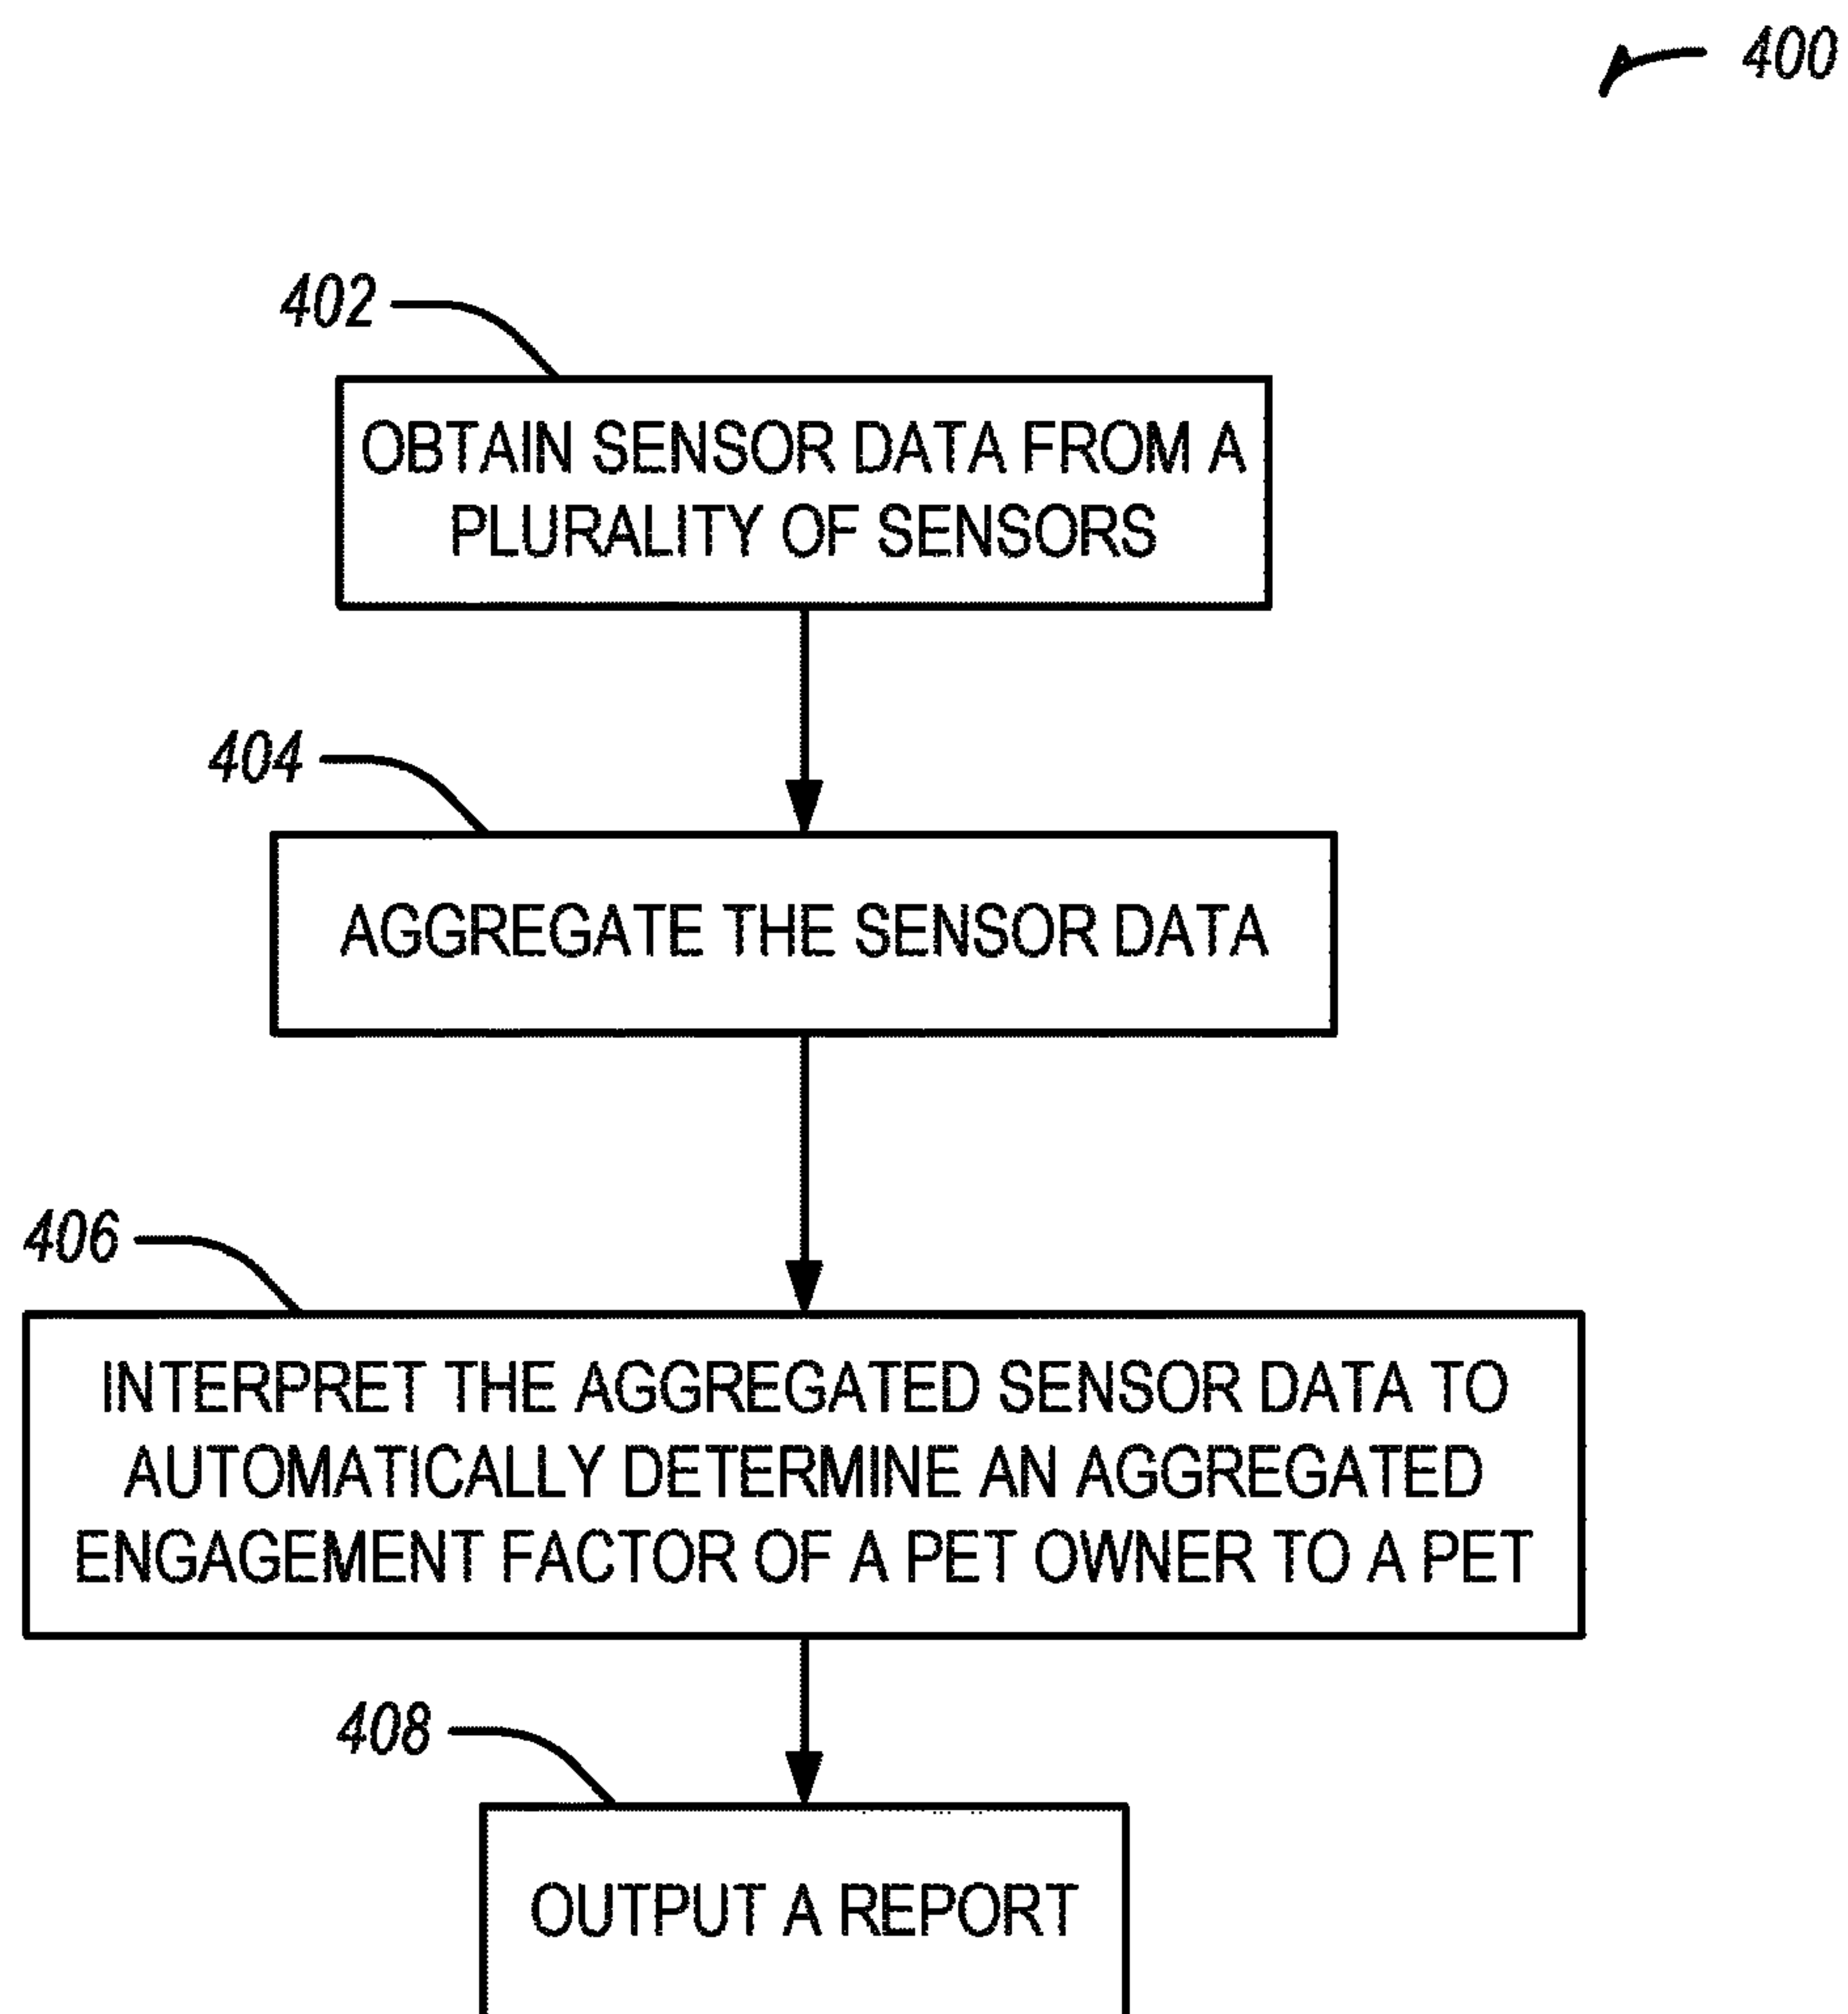 400
402
OBTAIN SENSOR DATA FROM A
PLURALITY OF SENSORS
404
AGGREGATE THE SENSOR DATA
406
INTERPRET THE AGGREGATED SENSOR DATA TO
AUTOMATICALLY DETERMINE AN AGGREGATED
ENGAGEMENT FACTOR OF A PET OWNER TO A PET
408
OUTPUT A REPORT